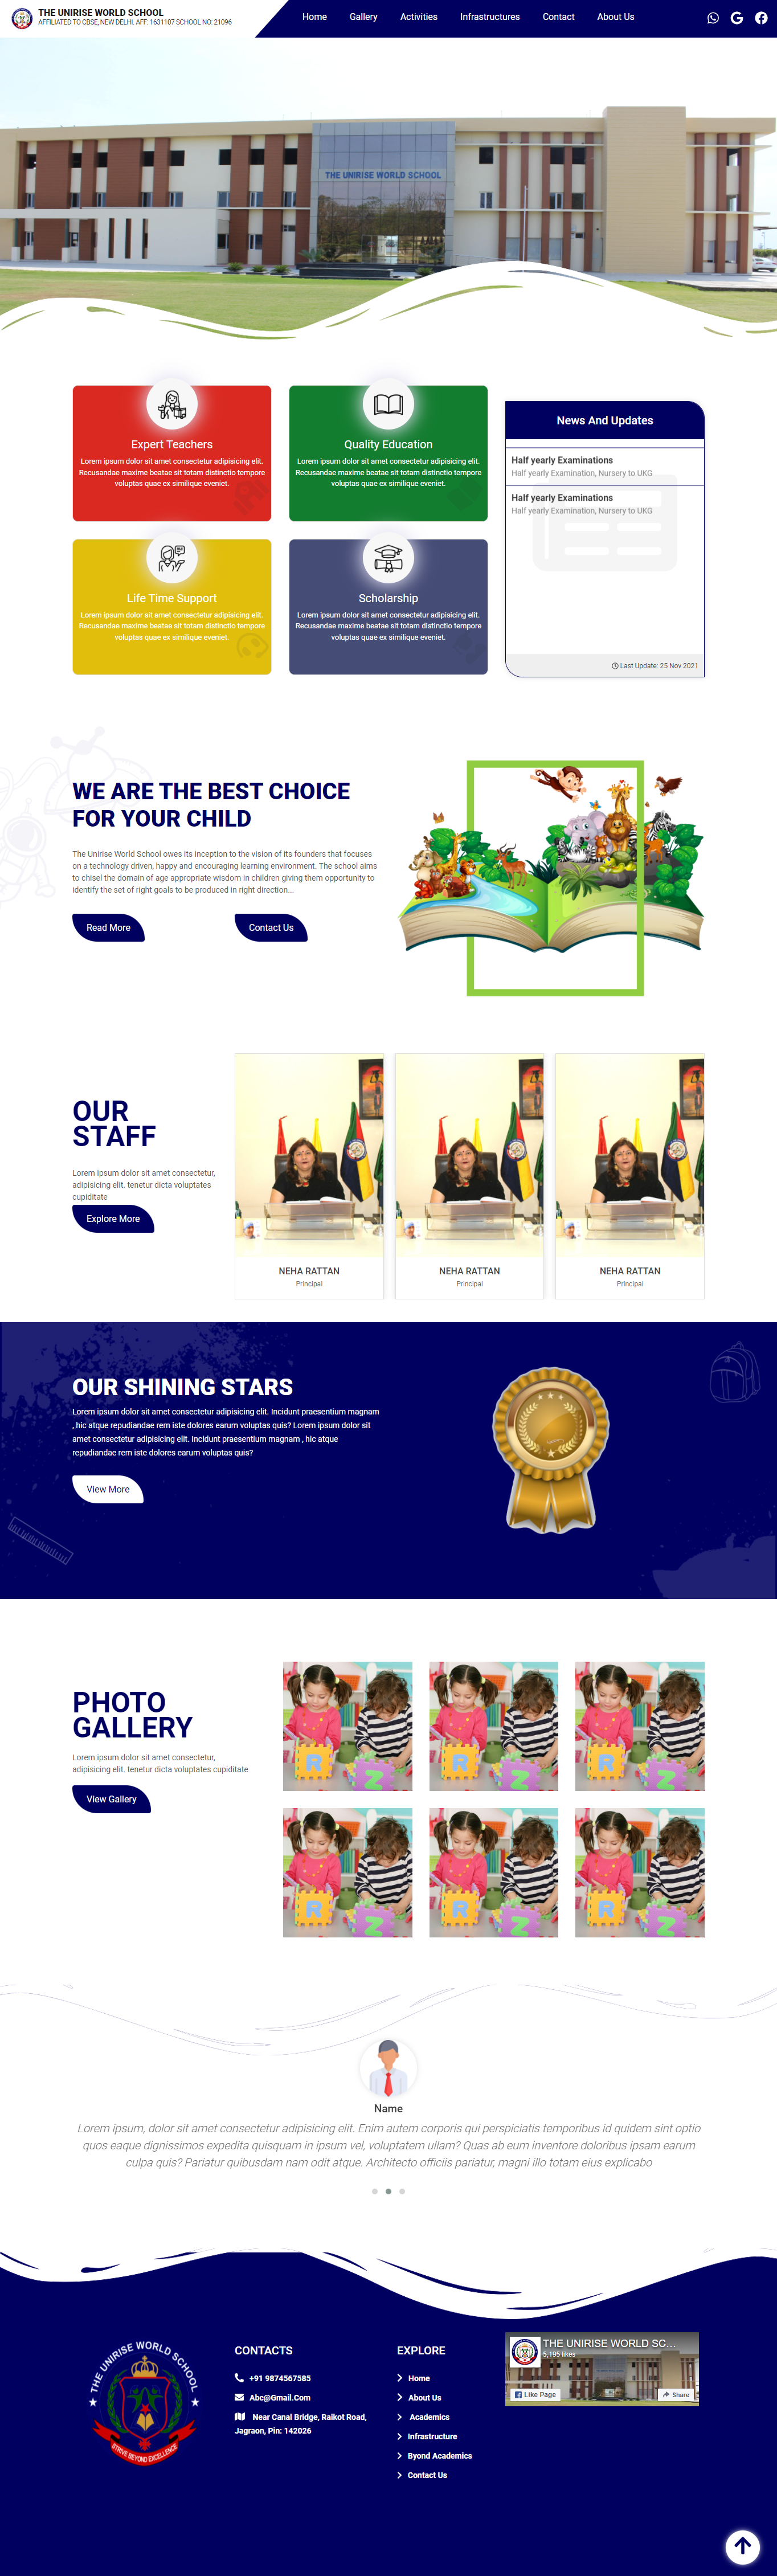 THE UNIRISE WORLD SCHOOL
AFFILIATED TO CBSE, NEW DELHI. AFF: 1631107 SCHOOL NO: 21096
Home Gallery Activities Infrastructures Contact About Us
THE UNIRISE WORLD SCHOOL
Expert Teachers
Lorem ipsum dolor sit amet consectetur adipisicing elit.
Recusandae maxime beatae sit totam distinctio tempore
voluptas quae ex similique eveniet.
Quality Education
Lorem ipsum dolor sit amet consectetur adipisicing elit.
Recusandae maxime beatae sit totam distinctio tempore
voluptas quae ex similique eveniet.
Life Time Support
Lorem ipsum dolor sit amet consectetur adipisicing elit.
Recusandae maxime beatae sit totam distinctio tempore
voluptas quae ex similique eveniet.
Scholarship
Lorem ipsum dolor sit amet consectetur adipisicing elit.
Recusandae maxime beatae sit totam distinctio tempore
voluptas quae ex similique eveniet.
News And Updates
Half yearly Examinations
Half yearly Examination, Nursery to UKG
Half yearly Examinations
Half yearly Examination, Nursery to UKG
Last Update: 25 Nov 2021
WE ARE THE BEST CHOICE
FOR YOUR CHILD
The Unirise World School owes its inception to the vision of its founders that focuses
on a technology driven, happy and encouraging learning environment. The school aims
to chisel the domain of age appropriate wisdom in children giving them opportunity to
identify the set of right goals to be produced in right direction...
Read More
Contact Us
OUR
STAFF
Lorem ipsum dolor sit amet consectetur,
adipisicing elit. tenetur dicta voluptates
cupiditate
Explore More
NEHA RATTAN
Principal
NEHA RATTAN
Principal
NEHA RATTAN
Principal
OUR SHINING STARS
Lorem ipsum dolor sit amet consectetur adipisicing elit. Incidunt praesentium magnam
, hic atque repudiandae rem iste dolores earum voluptas quis? Lorem ipsum dolor sit
amet consectetur adipisicing elit. Incidunt praesentium magnam , hic atque
repudiandae rem iste dolores earum voluptas quis?
View More
PHOTO
GALLERY
Lorem ipsum dolor sit amet consectetur,
adipisicing elit. tenetur dicta voluptates cupiditate
View Gallery
R Z
R Z
R Z
R Z
R Z
R Z
Name
Lorem ipsum, dolor sit amet consectetur adipisicing elit. Enim autem corporis qui perspiciatis temporibus id quidem sint optio
quos eaque dignissimos expedita quisquam in ipsum vel, voluptatem ullam? Quas ab eum inventore doloribus ipsam earum
culpa quis? Pariatur quibusdam nam odit atque. Architecto officiis pariatur, magni illo totam eius explicabo
THE UNIRISE WORLD SCHOOL
STRIVE BEYOND EXCELLENCE
CONTACTS
+91 9874567585
Abc@Gmail.Com
Near Canal Bridge, Raikot Road,
Jagraon, Pin: 142026
EXPLORE
Home
About Us
Academics
Infrastructure
Byond Academics
Contact Us
THE UNIRISE WORLD SC...
5,195 likes
Like Page
Share